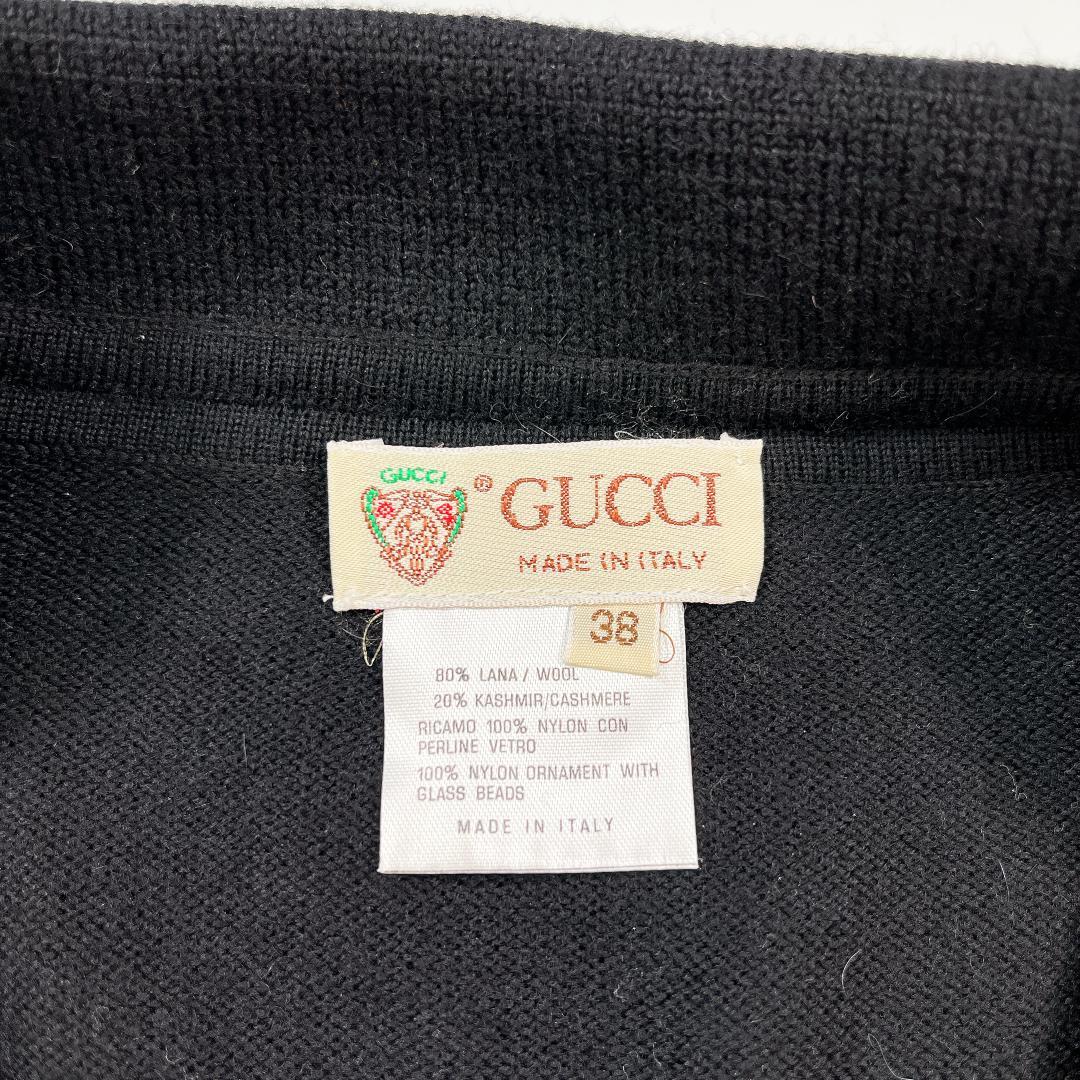 GUCCI
® GUCCI
MADE IN ITALY
38
80% LANA / WOOL
20% KASHMIR/CASHMERE
RICAMO 100% NYLON CON
PERLINE VETRO
100% NYLON ORNAMENT WITH
GLASS BEADS
MADE IN ITALY